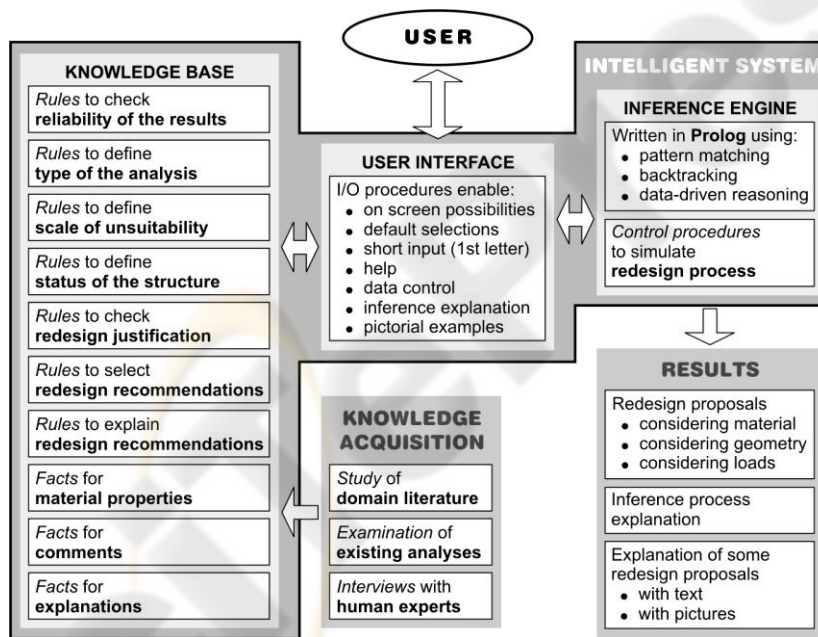 USER
KNOWLEDGE BASE
Rules to check
reliability of the results
Rules to define
type of the analysis
Rules to define
scale of unsuitability
Rules to define
status of the structure
Rules to check
redesign justification
Rules to select
redesign recommendations
Rules to explain
redesign recommendations
Facts for
material properties
Facts for
comments
Facts for
explanations
USER INTERFACE
I/O procedures enable:
• on screen possibilities
• default selections
• short input (1st letter)
• help
• data control
• inference explanation
• pictorial examples
KNOWLEDGE
ACQUISITION
Study of
domain literature
Examination of
existing analyses
Interviews with
human experts
INTELLIGENT SYSTEM
INFERENCE ENGINE
Written in Prolog using:
• pattern matching
• backtracking
• data-driven reasoning
Control procedures
to simulate
redesign process
RESULTS
Redesign proposals
• considering material
• considering geometry
• considering loads
Inference process
explanation
Explanation of some
redesign proposals
• with text
• with pictures